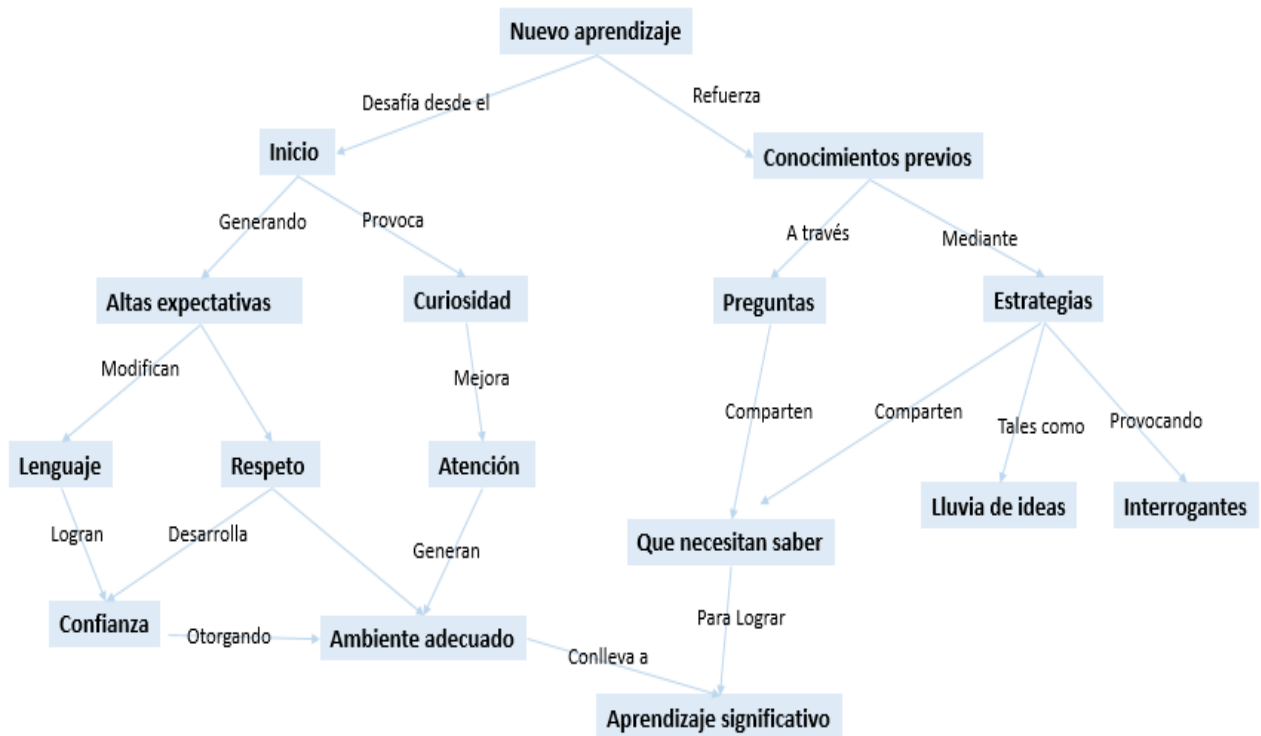 Nuevo aprendizaje
Desafía desde el
Refuerza
Inicio
Conocimientos previos
Generando
Provoca
A través
Mediante
Altas expectativas
Curiosidad
Preguntas
Estrategias
Modifican
Mejora
Comparten
Comparten
Tales como
Provocando
Lenguaje
Respeto
Atención
Lluvia de ideas
Interrogantes
Logran
Desarrolla
Generan
Que necesitan saber
Confianza
Otorgando
Ambiente adecuado
Para Lograr
Conlleva a
Aprendizaje significativo